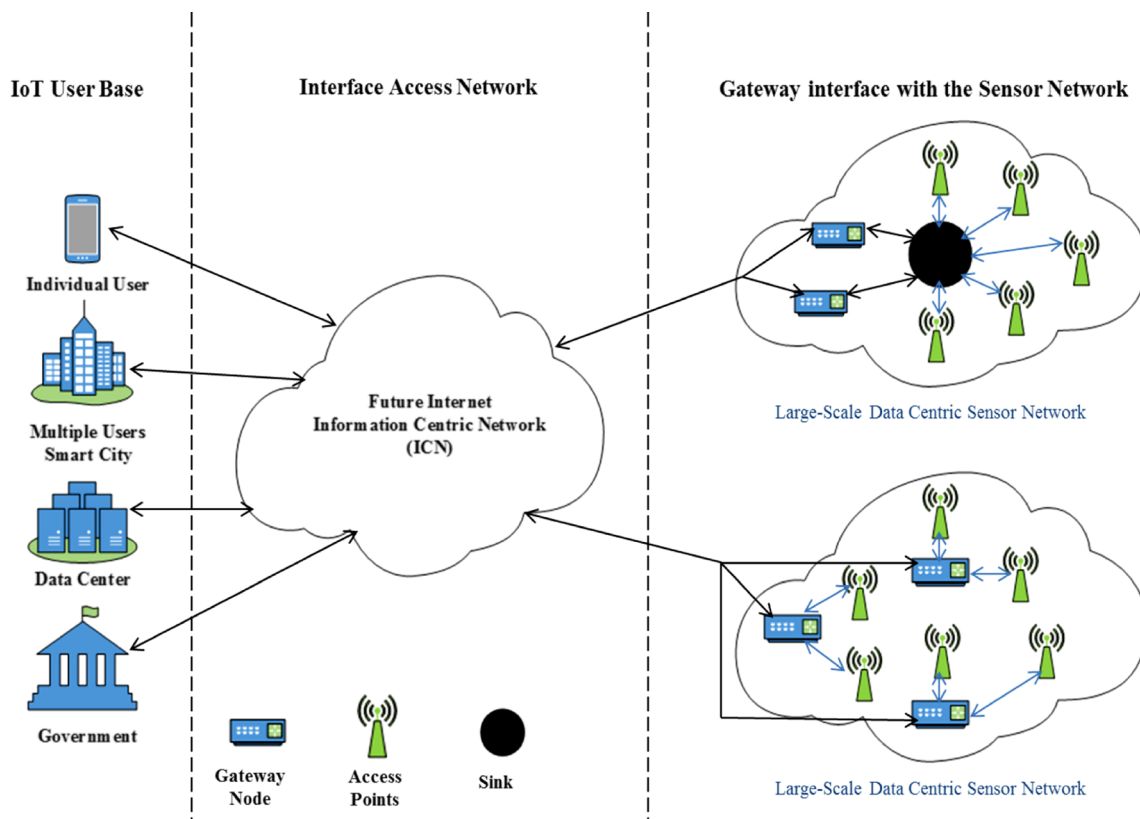 IoT User Base
Interface Access Network
Gateway interface with the Sensor Network
Individual User
Multiple Users
Smart City
Data Center
Government
Future Internet
Information Centric Network
(ICN)
Gateway
Node
Access
Points
Sink
Large-Scale Data Centric Sensor Network
Large-Scale Data Centric Sensor Network